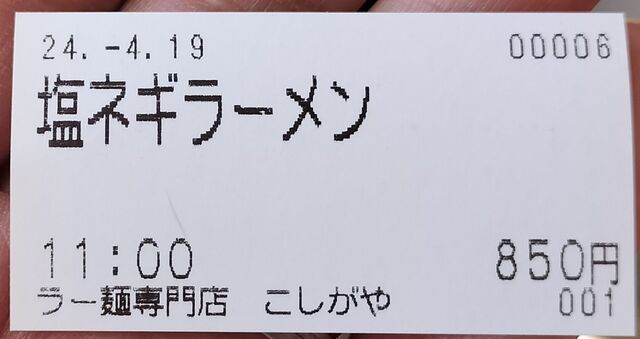 24. -4.19 00006
塩ネギラーメン
11:00 850円
ラー麺専門店 こしがや 001